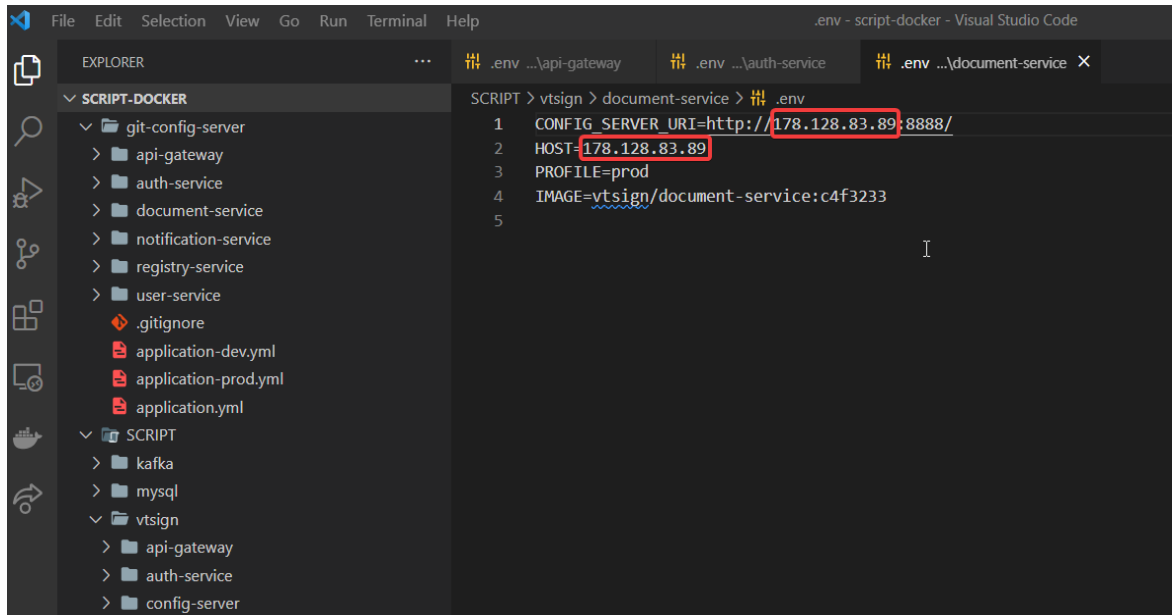 File Edit Selection View Go Run Terminal Help .env - script-docker - Visual Studio Code
EXPLORER ···
.env ...\api-gateway .env ...\auth-service .env ...\document-service
SCRIPT-DOCKER
git-config-server
api-gateway
auth-service
document-service
notification-service
registry-service
user-service
.gitignore
application-dev.yml
application-prod.yml
application.yml
SCRIPT
kafka
mysql
vtsign
api-gateway
auth-service
config-server
SCRIPT > vtsign > document-service > .env
1 CONFIG_SERVER_URI=http://178.128.83.89:8888/
2 HOST=178.128.83.89
3 PROFILE=prod
4 IMAGE=vtsign/document-service:c4f3233
5